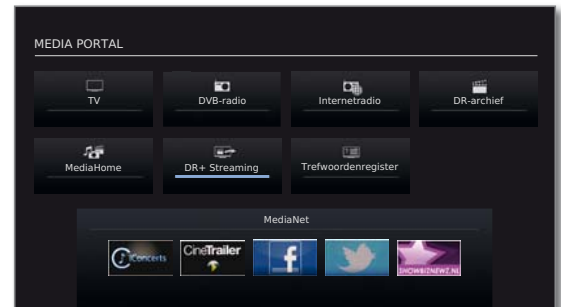 MEDIA PORTAL
TV
DVB-radio
Internetradio
DR-archief
MediaHome
DR+ Streaming
Trefwoordenregister
MediaNet
iConcerts
CineTrailer
f
SHOWBIZNEWZ.NL